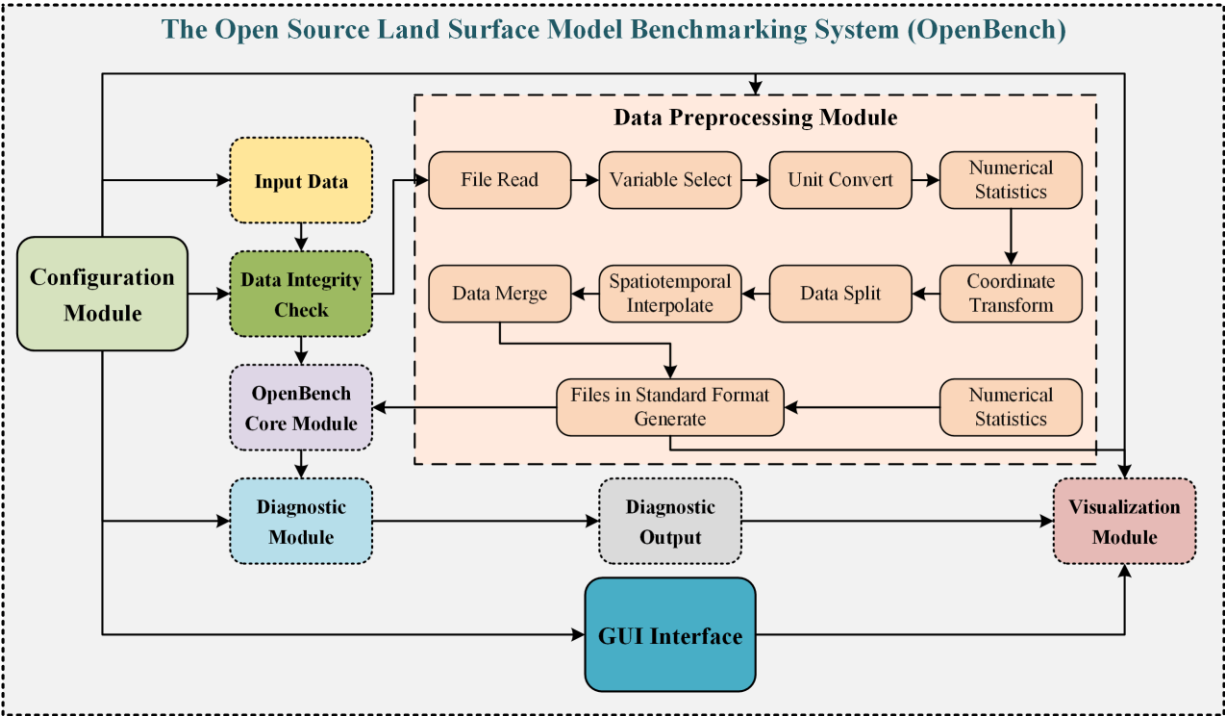 The Open Source Land Surface Model Benchmarking System (OpenBench)
Data Preprocessing Module
Input Data
File Read
Variable Select
Unit Convert
Numerical
Statistics
Configuration
Module
Data Integrity
Check
Data Merge
Spatiotemporal
Interpolate
Data Split
Coordinate
Transform
OpenBench
Core Module
Files in Standard Format
Generate
Numerical
Statistics
Diagnostic
Module
Diagnostic
Output
Visualization
Module
GUI Interface